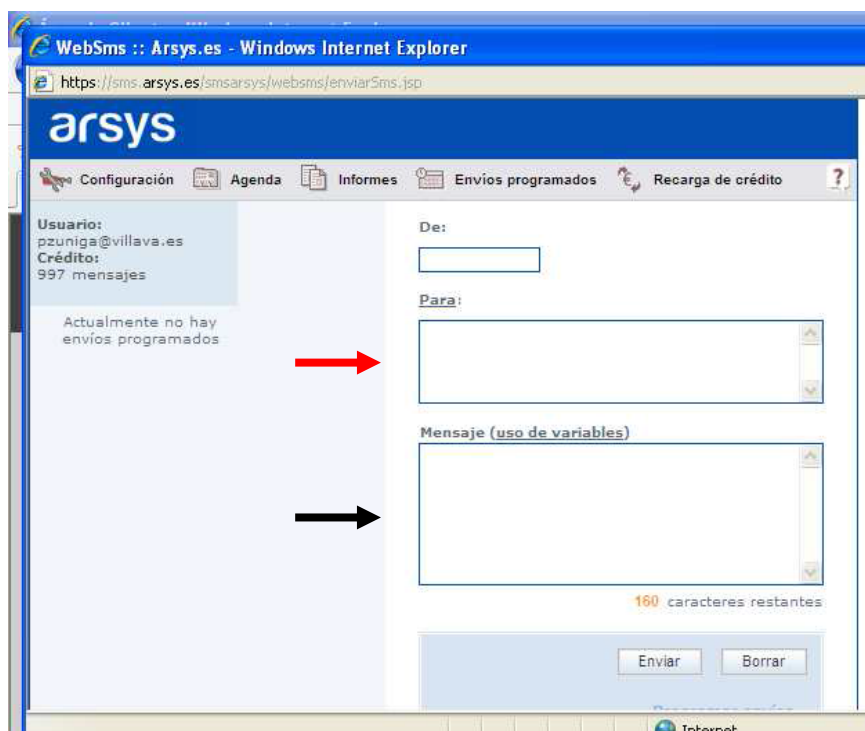 WebSms :: Arsys.es - Windows Internet Explorer
https://sms.arsys.es/smsarsys/websms/enviarSms.jsp
arsys
Configuración Agenda Informes Envíos programados Recarga de crédito ?
Usuario:
pzuniga@villava.es
Crédito:
997 mensajes
Actualmente no hay
envíos programados
De:
Para:
Mensaje (uso de variables)
160 caracteres restantes
Enviar Borrar
Internet